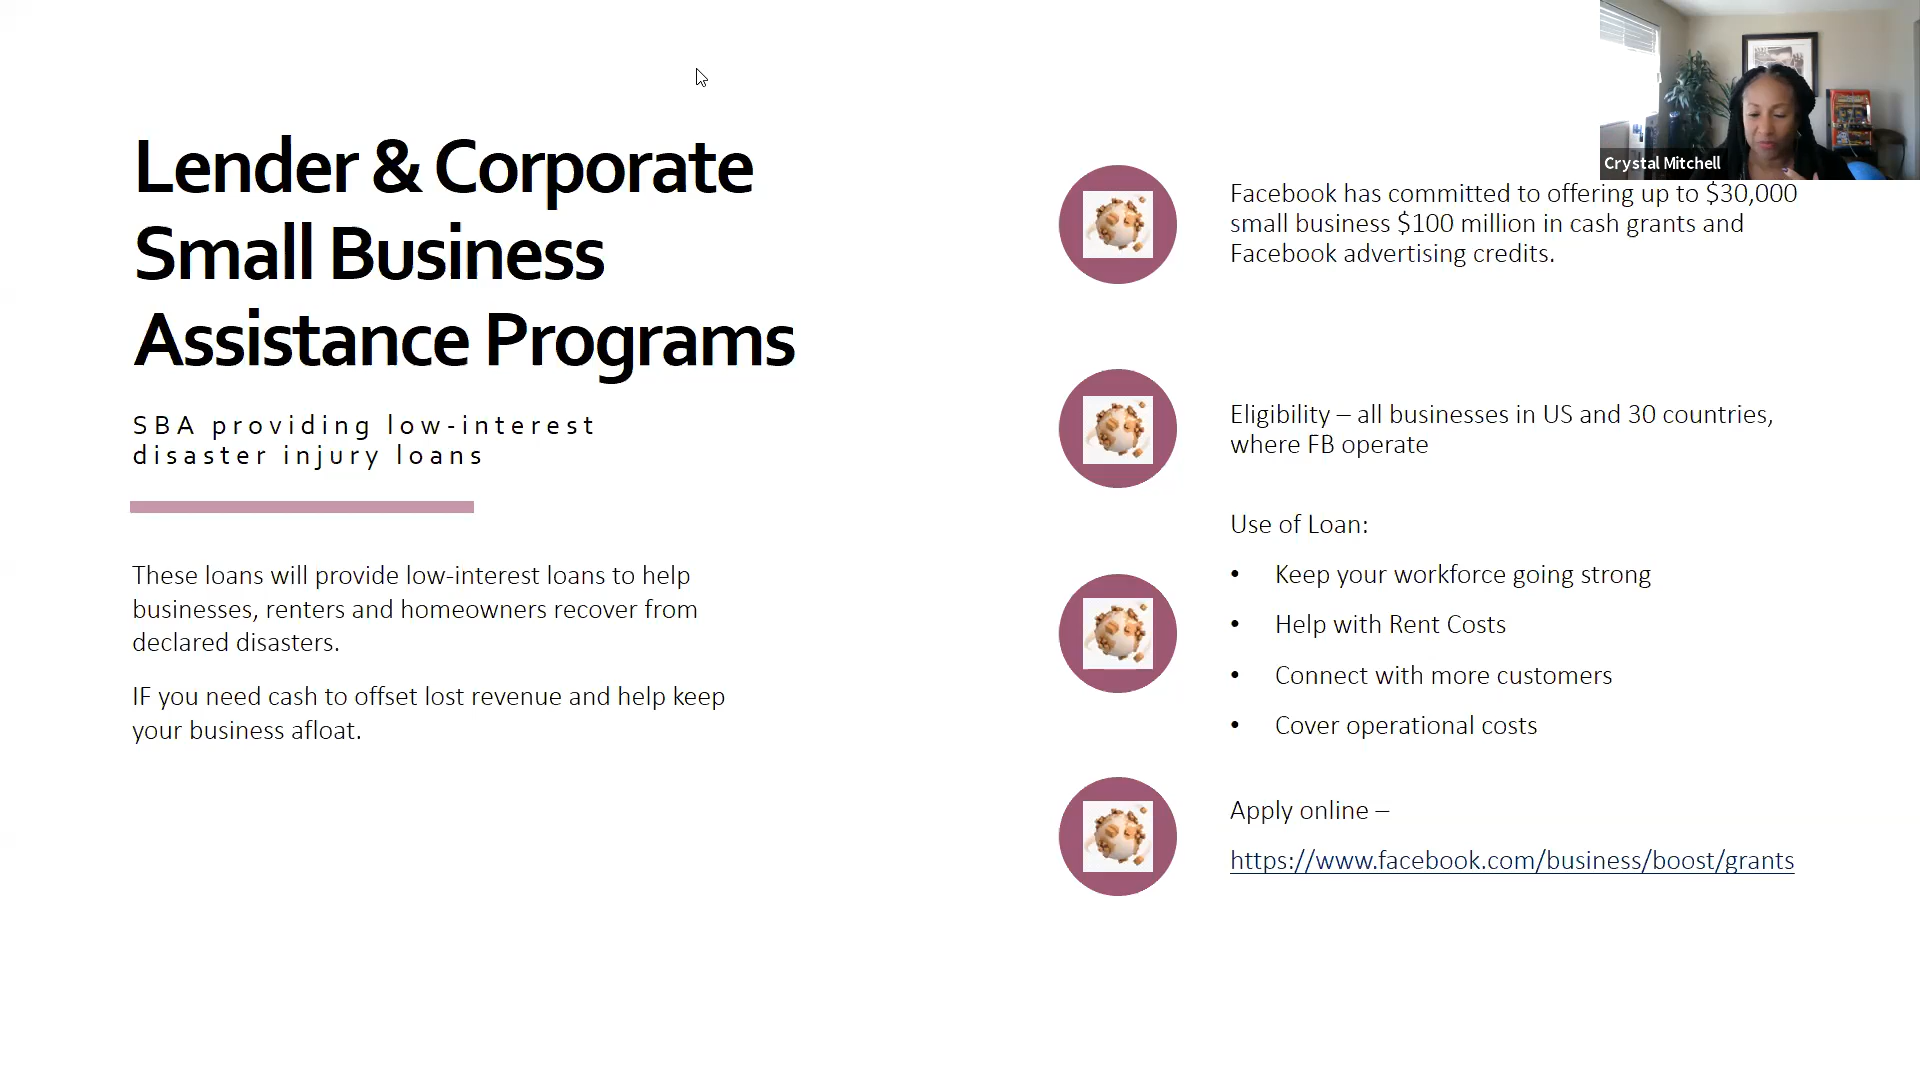 Lender & Corporate
Small Business
Assistance Programs
SBA providing low-interest
disaster injury loans
These loans will provide low-interest loans to help
businesses, renters and homeowners recover from
declared disasters.
IF you need cash to offset lost revenue and help keep
your business afloat.
Crystal Mitchell
Facebook has committed to offering up to $30,000
small business $100 million in cash grants and
Facebook advertising credits.
Eligibility – all businesses in US and 30 countries,
where FB operate
Use of Loan:
• Keep your workforce going strong
• Help with Rent Costs
• Connect with more customers
• Cover operational costs
Apply online –
https://www.facebook.com/business/boost/grants